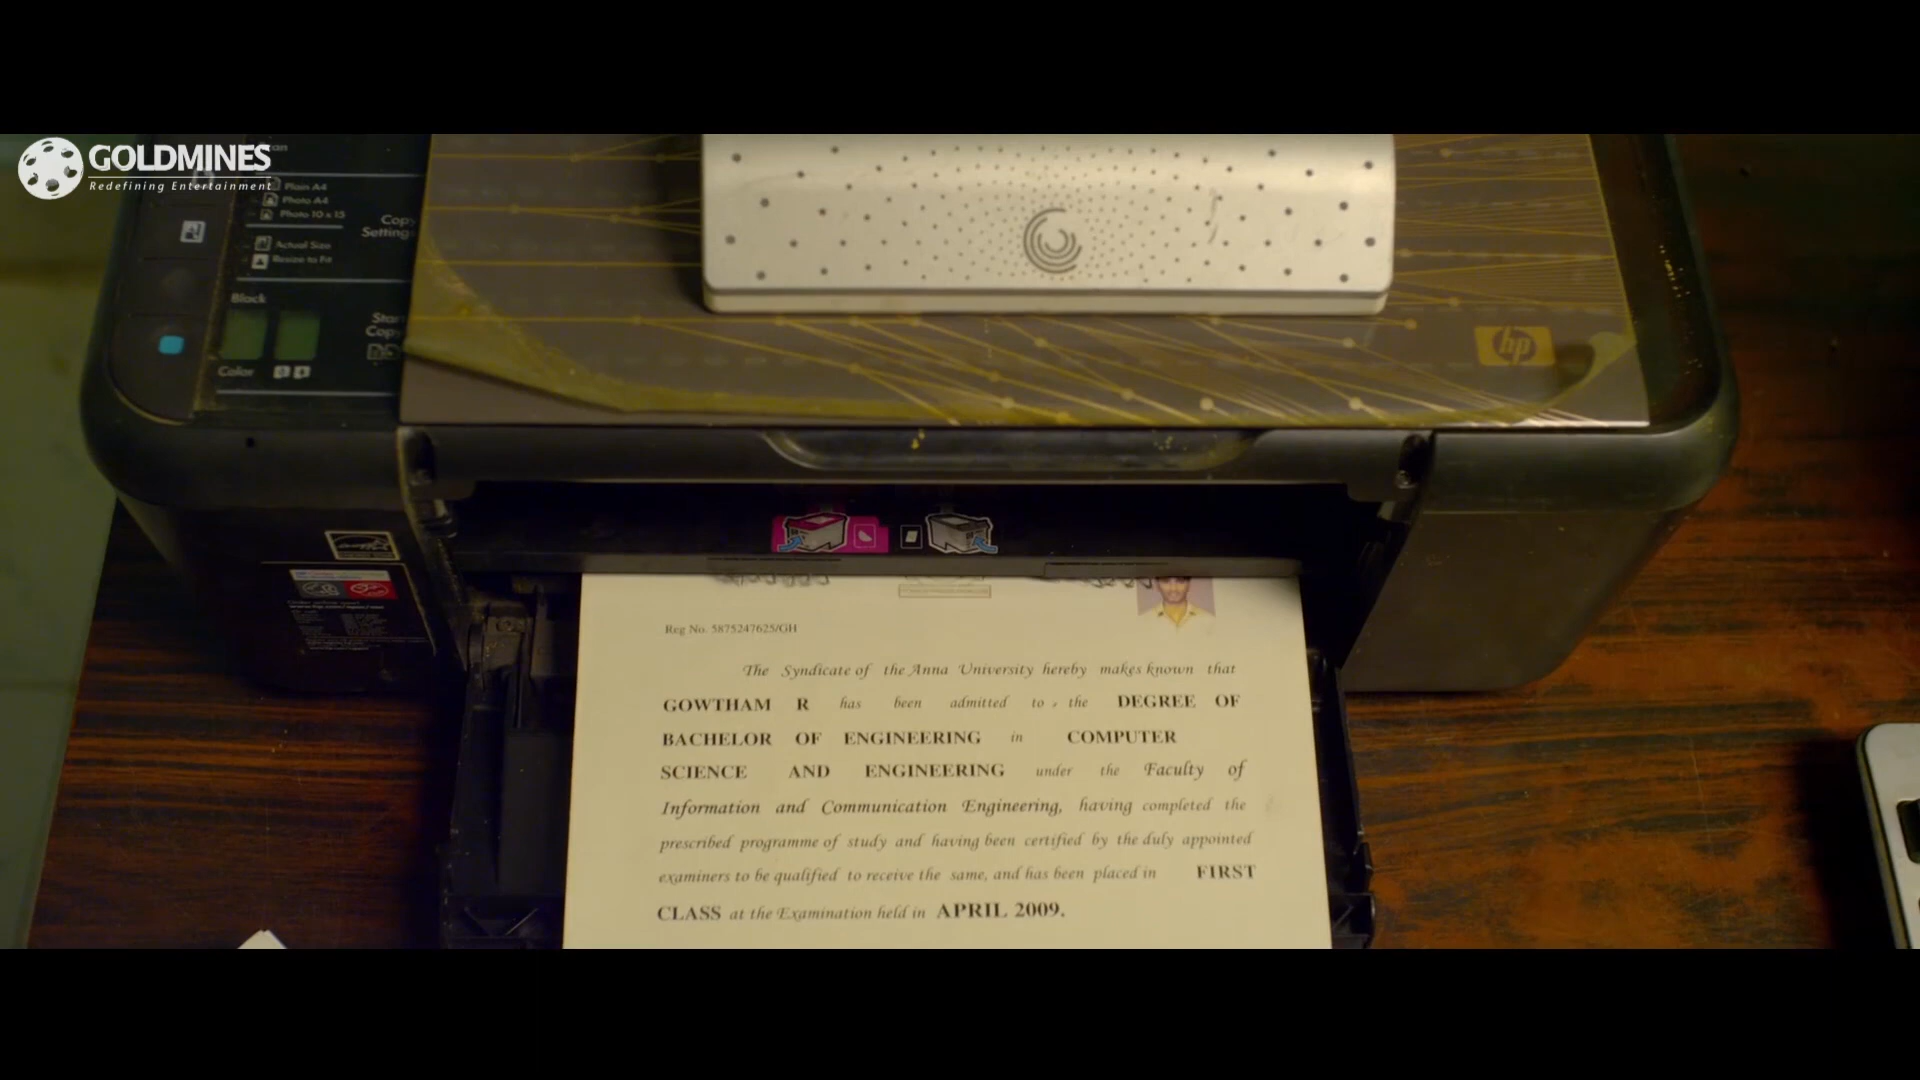 GOLDMINES
Redefining Entertainment
Plain A4
Photo A4
Photo 10 x 15
Copy
Settings
Actual Size
Resize to Fit
Black
Start
Copy
Color
hp
Reg No. 5875247625/GH
The Syndicate of the Anna University hereby makes known that
GOWTHAM R has been admitted to the DEGREE OF
BACHELOR OF ENGINEERING in COMPUTER
SCIENCE AND ENGINEERING under the Faculty of
Information and Communication Engineering, having completed the
prescribed programme of study and having been certified by the duly appointed
examiners to be qualified to receive the same, and has been placed in FIRST
CLASS at the Examination held in APRIL 2009.